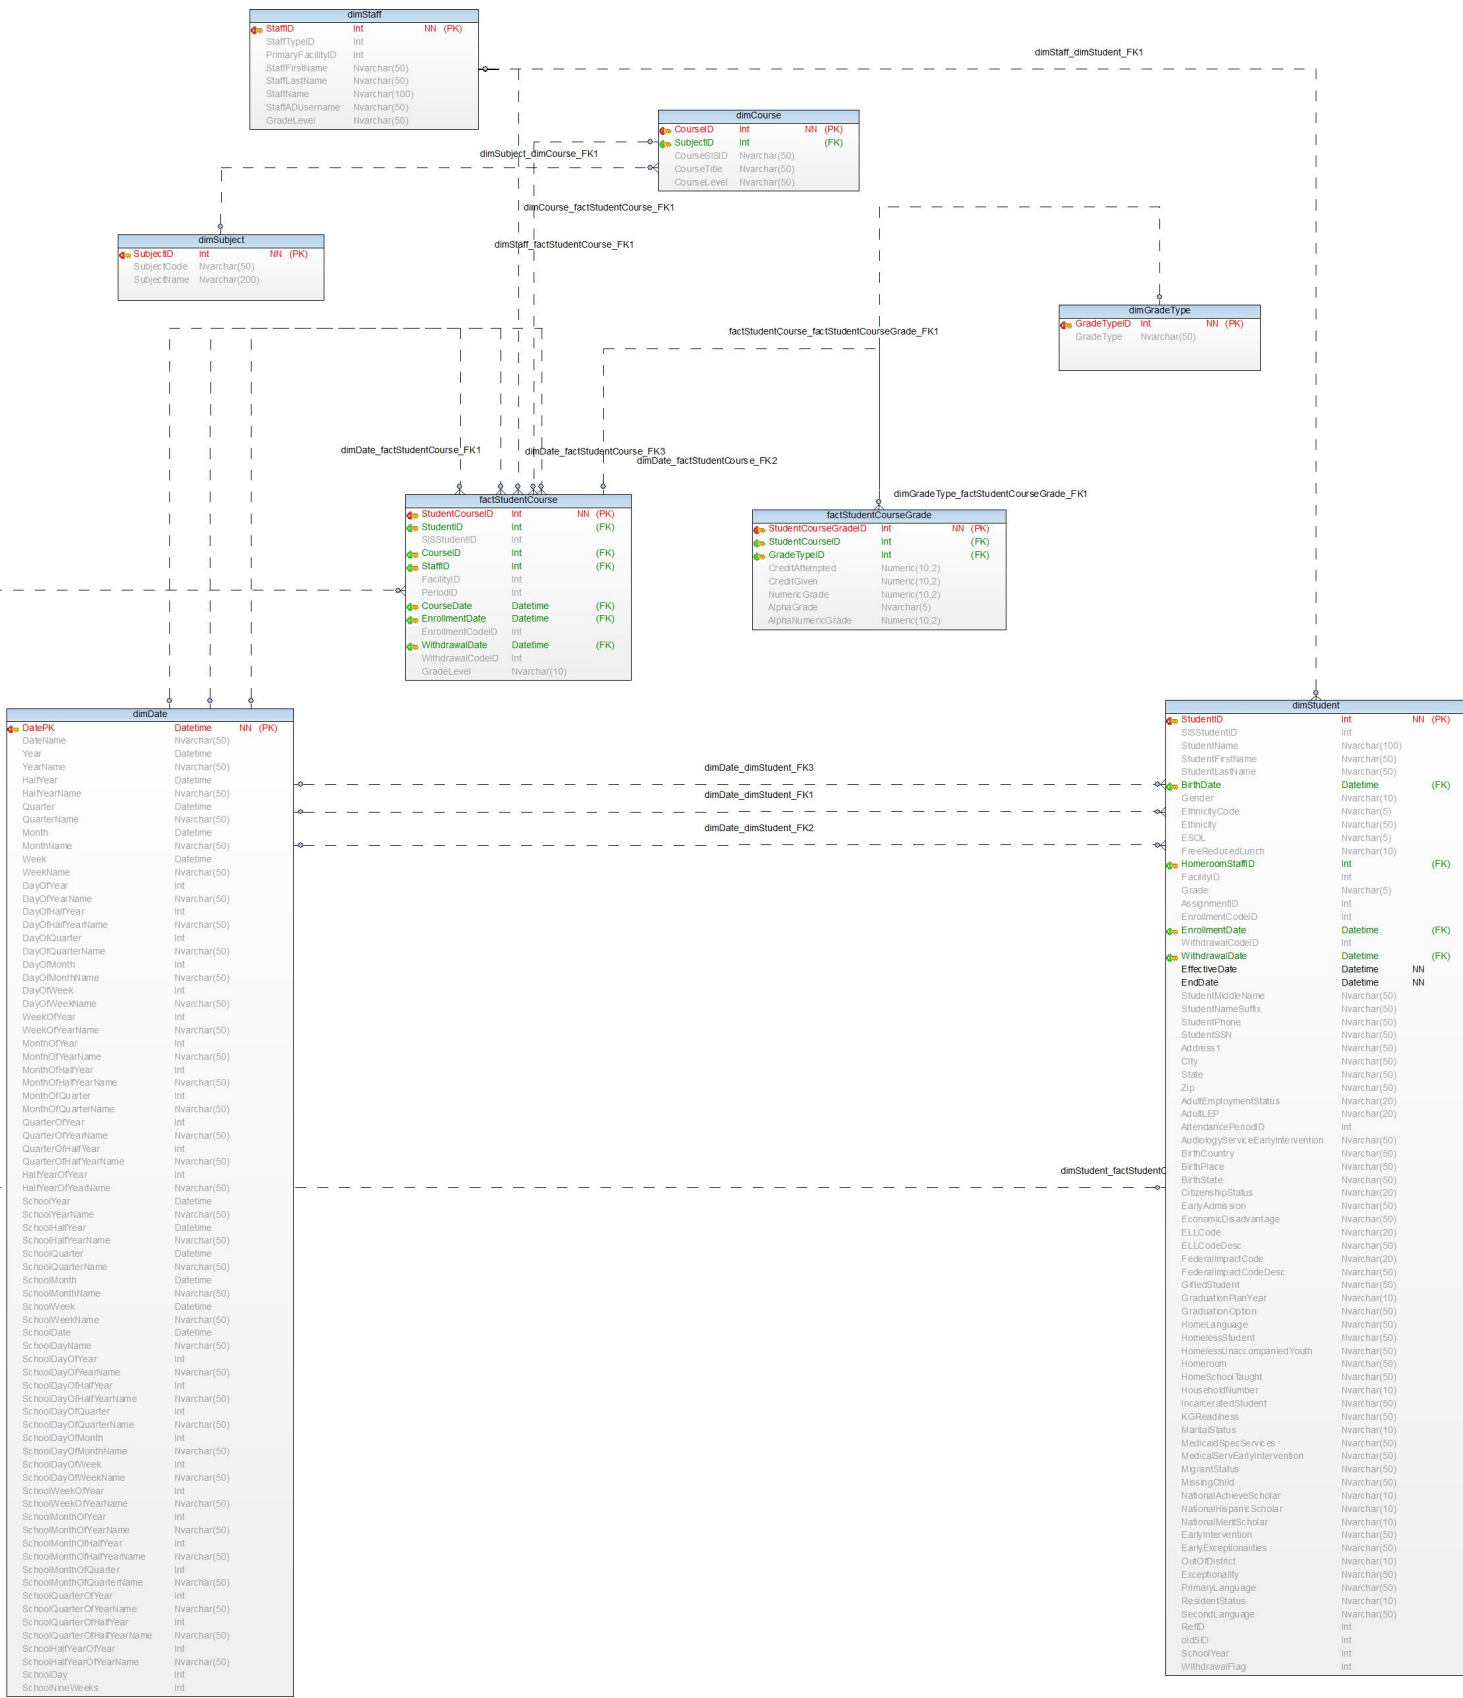 dimStaff
StaffID Int NN (PK)
StaffTypeID Int
PrimaryFacilityID Int
StaffFirstName Nvarchar(50)
StaffLastName Nvarchar(50)
StaffName Nvarchar(100)
StaffADUsername Nvarchar(50)
GradeLevel Nvarchar(50)
dimStaff_dimStudent_FK1
dimCourse
CourseID Int NN (PK)
SubjectID Int (FK)
CourseSISID Nvarchar(50)
CourseTitle Nvarchar(50)
CourseLevel Nvarchar(50)
dimSubject_dimCourse_FK1
dimCourse_factStudentCourse_FK1
dimStaff_factStudentCourse_FK1
dimSubject
SubjectID Int NN (PK)
SubjectCode Nvarchar(50)
SubjectName Nvarchar(200)
dimGradeType
GradeTypeID Int NN (PK)
GradeType Nvarchar(50)
factStudentCourse_factStudentCourseGrade_FK1
dimDate_factStudentCourse_FK1
dimDate_factStudentCourse_FK3
dimDate_factStudentCourse_FK2
dimGradeType_factStudentCourseGrade_FK1
factStudentCourse
StudentCourseID Int NN (PK)
StudentID Int (FK)
SISStudentID Int
CourseID Int (FK)
StaffID Int (FK)
FacilityID Int
PeriodID Int
CourseDate Datetime (FK)
EnrollmentDate Datetime (FK)
EnrollmentCodeID Int
WithdrawalDate Datetime (FK)
WithdrawalCodeID Int
GradeLevel Nvarchar(10)
factStudentCourseGrade
StudentCourseGradeID Int NN (PK)
StudentCourseID Int (FK)
GradeTypeID Int (FK)
CreditAttempted Numeric(10,2)
CreditGiven Numeric(10,2)
NumericGrade Numeric(10,2)
AlphaGrade Nvarchar(5)
AlphaNumericGrade Numeric(10,2)
dimDate
DatePK Datetime NN (PK)
DateName Nvarchar(50)
Year Datetime
YearName Nvarchar(50)
HalfYear Datetime
HalfYearName Nvarchar(50)
Quarter Datetime
QuarterName Nvarchar(50)
Month Datetime
MonthName Nvarchar(50)
Week Datetime
WeekName Nvarchar(50)
DayOfYear Int
DayOfYearName Nvarchar(50)
DayOfHalfYear Int
DayOfHalfYearName Nvarchar(50)
DayOfQuarter Int
DayOfQuarterName Nvarchar(50)
DayOfMonth Int
DayOfMonthName Nvarchar(50)
DayOfWeek Int
DayOfWeekName Nvarchar(50)
WeekOfYear Int
WeekOfYearName Nvarchar(50)
MonthOfYear Int
MonthOfYearName Nvarchar(50)
MonthOfHalfYear Int
MonthOfHalfYearName Nvarchar(50)
MonthOfQuarter Int
MonthOfQuarterName Nvarchar(50)
QuarterOfYear Int
QuarterOfYearName Nvarchar(50)
QuarterOfHalfYear Int
QuarterOfHalfYearName Nvarchar(50)
HalfYearOfYear Int
HalfYearOfYearName Nvarchar(50)
SchoolYear Datetime
SchoolYearName Nvarchar(50)
SchoolHalfYear Datetime
SchoolHalfYearName Nvarchar(50)
SchoolQuarter Datetime
SchoolQuarterName Nvarchar(50)
SchoolMonth Datetime
SchoolMonthName Nvarchar(50)
SchoolWeek Datetime
SchoolWeekName Nvarchar(50)
SchoolDate Datetime
SchoolDayName Nvarchar(50)
SchoolDayOfYear Int
SchoolDayOfYearName Nvarchar(50)
SchoolDayOfHalfYear Int
SchoolDayOfHalfYearName Nvarchar(50)
SchoolDayOfQuarter Int
SchoolDayOfQuarterName Nvarchar(50)
SchoolDayOfMonth Int
SchoolDayOfMonthName Nvarchar(50)
SchoolDayOfWeek Int
SchoolDayOfWeekName Nvarchar(50)
SchoolWeekOfYear Int
SchoolWeekOfYearName Nvarchar(50)
SchoolMonthOfYear Int
SchoolMonthOfYearName Nvarchar(50)
SchoolMonthOfHalfYear Int
SchoolMonthOfHalfYearName Nvarchar(50)
SchoolMonthOfQuarter Int
SchoolMonthOfQuarterName Nvarchar(50)
SchoolQuarterOfYear Int
SchoolQuarterOfYearName Nvarchar(50)
SchoolQuarterOfHalfYear Int
SchoolQuarterOfHalfYearName Nvarchar(50)
SchoolHalfYearOfYear Int
SchoolHalfYearOfYearName Nvarchar(50)
SchoolDay Int
SchoolNineWeeks Int
dimDate_dimStudent_FK3
dimDate_dimStudent_FK1
dimDate_dimStudent_FK2
dimStudent_factStudentC
dimStudent
StudentID Int NN (PK)
SISStudentID Int
StudentName Nvarchar(100)
StudentFirstName Nvarchar(50)
StudentLastName Nvarchar(50)
BirthDate Datetime (FK)
Gender Nvarchar(10)
EthnicityCode Nvarchar(5)
Ethnicity Nvarchar(50)
ESOL Nvarchar(5)
FreeReducedLunch Nvarchar(10)
HomeroomStaffID Int (FK)
FacilityID Int
Grade Nvarchar(5)
AssignmentID Int
EnrollmentCodeID Int
EnrollmentDate Datetime (FK)
WithdrawalCodeID Int
WithdrawalDate Datetime (FK)
EffectiveDate Datetime NN
EndDate Datetime NN
StudentMiddleName Nvarchar(50)
StudentNameSuffix Nvarchar(50)
StudentPhone Nvarchar(50)
StudentSSN Nvarchar(50)
Address1 Nvarchar(50)
City Nvarchar(50)
State Nvarchar(50)
Zip Nvarchar(50)
AdultEmploymentStatus Nvarchar(20)
AdultLEP Nvarchar(20)
AttendancePeriodID Int
AudiologyServiceEarlyIntervention Nvarchar(50)
BirthCountry Nvarchar(50)
BirthPlace Nvarchar(50)
BirthState Nvarchar(50)
CitizenshipStatus Nvarchar(20)
EarlyAdmission Nvarchar(50)
EconomicDisadvantage Nvarchar(50)
ELLCode Nvarchar(20)
ELLCodeDesc Nvarchar(50)
FederalImpactCode Nvarchar(20)
FederalImpactCodeDesc Nvarchar(50)
GiftedStudent Nvarchar(50)
GraduationPlanYear Nvarchar(10)
GraduationOption Nvarchar(50)
HomeLanguage Nvarchar(50)
HomelessStudent Nvarchar(50)
HomelessUnaccompaniedYouth Nvarchar(50)
Homeroom Nvarchar(50)
HomeSchoolTaught Nvarchar(50)
HouseholdNumber Nvarchar(10)
IncarceratedStudent Nvarchar(50)
KGReadiness Nvarchar(50)
MaritalStatus Nvarchar(10)
MedicaidSpecServices Nvarchar(50)
MedicalServEarlyIntervention Nvarchar(50)
MigrantStatus Nvarchar(50)
MissingChild Nvarchar(50)
NationalAchieveScholar Nvarchar(10)
NationalHispanicScholar Nvarchar(10)
NationalMeritScholar Nvarchar(10)
EarlyIntervention Nvarchar(50)
EarlyExceptionalities Nvarchar(50)
OutOfDistrict Nvarchar(10)
Exceptionality Nvarchar(50)
PrimaryLanguage Nvarchar(50)
ResidentStatus Nvarchar(10)
SecondLanguage Nvarchar(50)
RefID Int
oldSID Int
SchoolYear Int
WithdrawalFlag Int